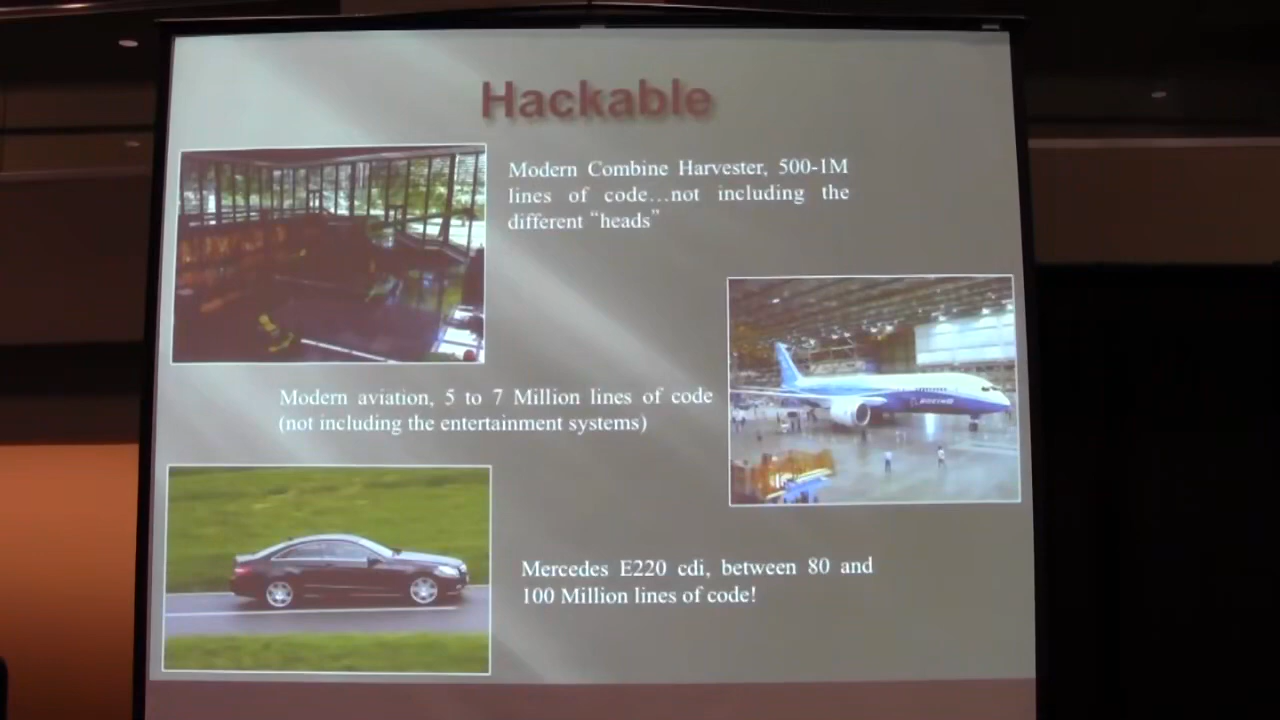 Hackable
Modern Combine Harvester, 500-1M
lines of code...not including the
different “heads”
Modern aviation, 5 to 7 Million lines of code
(not including the entertainment systems)
BOEING
Mercedes E220 cdi, between 80 and
100 Million lines of code!